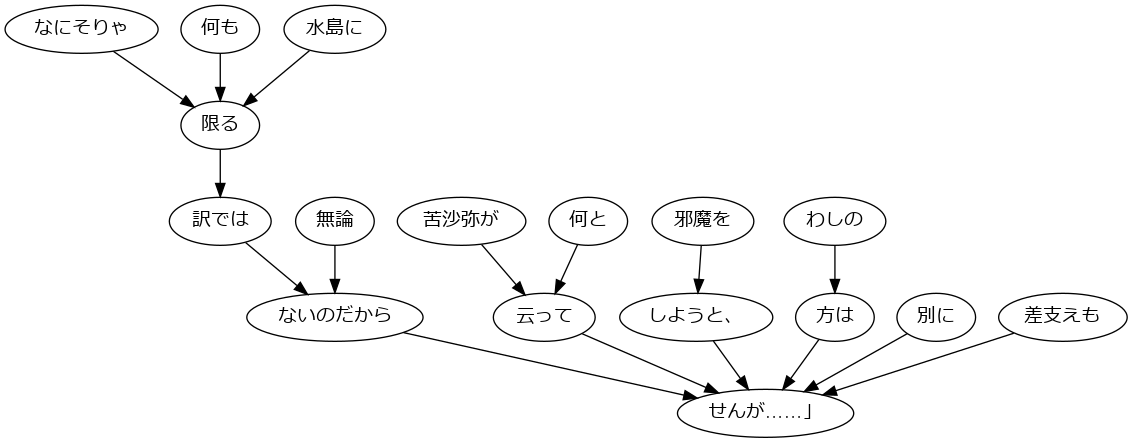 なにそりゃ
何も
水島に
限る
訳では
無論
苦沙弥が
何と
邪魔を
わしの
ないのだから
云って
しようと、
方は
別に
差支えも
せんが……」